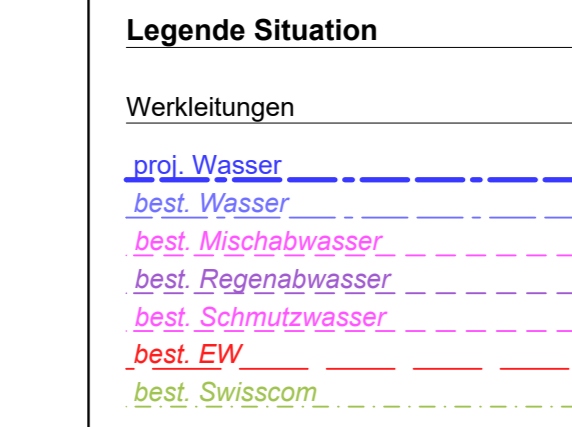 Legende Situation
Werkleitungen
proj. Wasser
best. Wasser
best. Mischabwasser
best. Regenabwasser
best. Schmutzwasser
best. EW
best. Swisscom